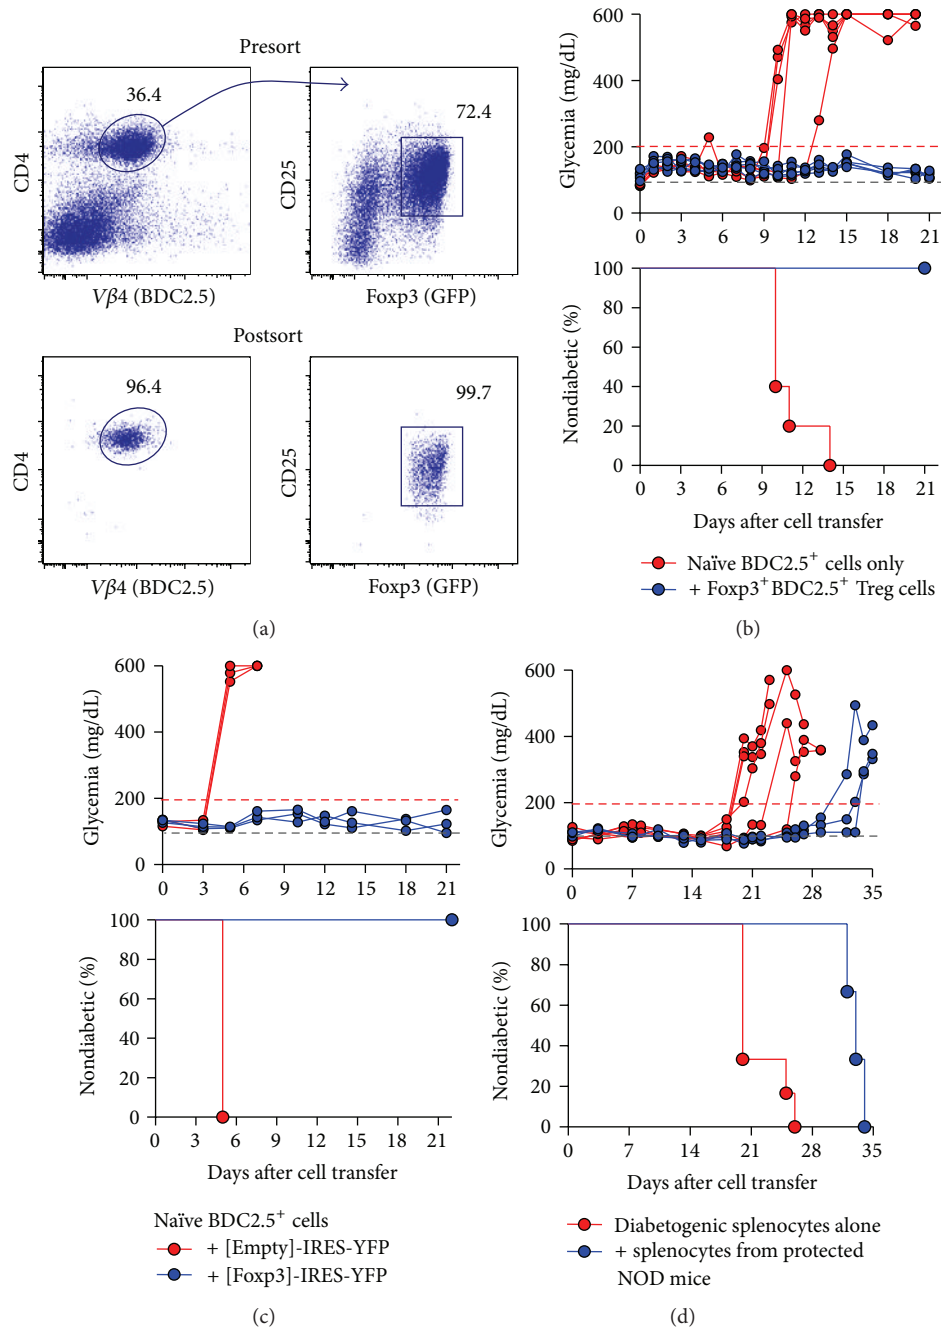 (a)
Presort
36.4
CD4
Vβ4 (BDC2.5)
72.4
CD25
Foxp3 (GFP)
Postsort
96.4
CD4
Vβ4 (BDC2.5)
99.7
CD25
Foxp3 (GFP)
(a)
600
400
200
0
Glycemia (mg/dL)
0 3 6 9 12 15 18 21
100
80
60
40
20
0
Nondiabetic (%)
0 3 6 9 12 15 18 21
Days after cell transfer
Naïve BDC2.5+ cells only
+ Foxp3+BDC2.5+ Treg cells
(b)
600
400
200
0
Glycemia (mg/dL)
0 3 6 9 12 15 18 21
100
80
60
40
20
0
Nondiabetic (%)
0 3 6 9 12 15 18 21
Days after cell transfer
Naïve BDC2.5+ cells
+ [Empty]-IRES-YFP
+ [Foxp3]-IRES-YFP
(c)
600
400
200
0
Glycemia (mg/dL)
0 7 14 21 28 35
100
80
60
40
20
0
Nondiabetic (%)
0 7 14 21 28 35
Days after cell transfer
Diabetogenic splenocytes alone
+ splenocytes from protected
NOD mice
(d)